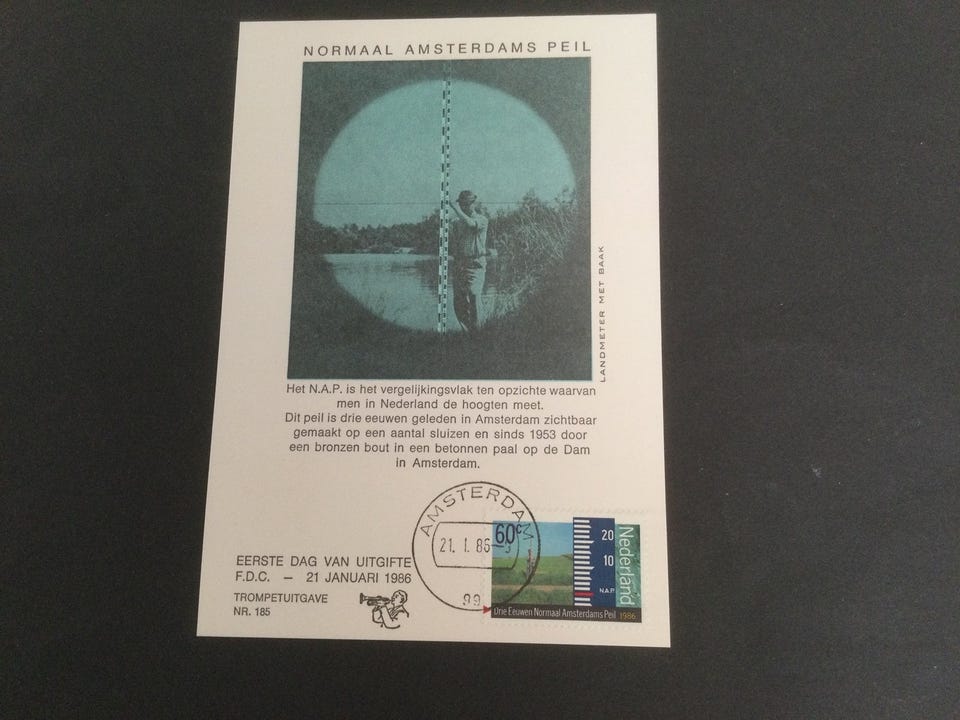 NORMAAL AMSTERDAMS PEIL
LANDMETER MET BAAK
Het N.A.P. is het vergelijkingsvlak ten opzichte waarvan
men in Nederland de hoogten meet.
Dit peil is drie eeuwen geleden in Amsterdam zichtbaar
gemaakt op een aantal sluizen en sinds 1953 door
een bronzen bout in een betonnen paal op de Dam
in Amsterdam.
EERSTE DAG VAN UITGIFTE
F.D.C. — 21 JANUARI 1986
TROMPETUITGAVE
NR. 185
AMSTERDAM
21. I. 86
99
60c
20
10
N.A.P.
Nederland
Drie Eeuwen Normaal Amsterdams Peil 1986